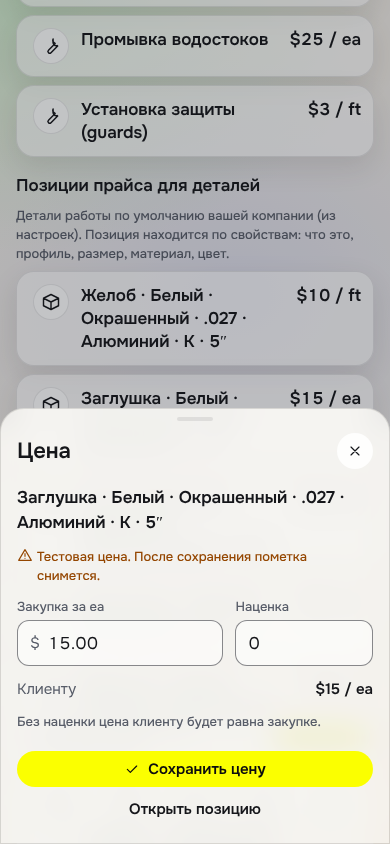 Промывка водостоков $25 / ea
Установка защиты $3 / ft
(guards)
Позиции прайса для деталей
Детали работы по умолчанию вашей компании (из
настроек). Позиция находится по свойствам: что это,
профиль, размер, материал, цвет.
Желоб · Белый · $10 / ft
Окрашенный · .027 ·
Алюминий · K · 5″
Заглушка · Белый · $15 / ea
Цена
Заглушка · Белый · Окрашенный · .027 ·
Алюминий · K · 5″
Тестовая цена. После сохранения пометка
снимется.
Закупка за ea Наценка
$ 15.00 0
Клиенту $15 / ea
Без наценки цена клиенту будет равна закупке.
Сохранить цену
Открыть позицию